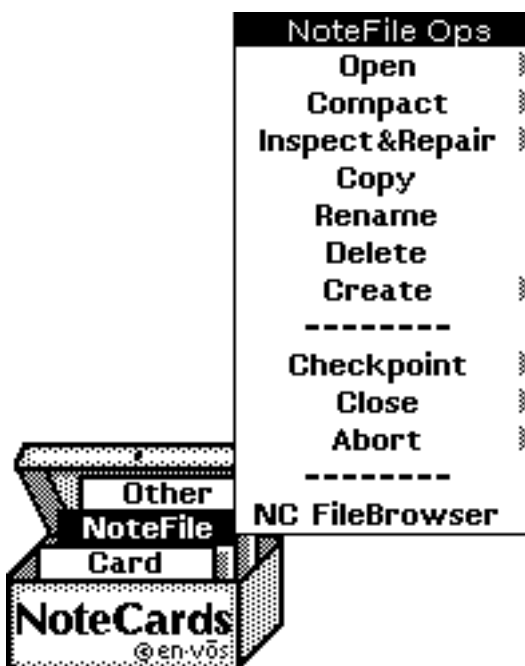 NoteFile Ops
Open
Compact
Inspect&Repair
Copy
Rename
Delete
Create
--------
Checkpoint
Close
Abort
--------
NC FileBrowser
Other
NoteFile
Card
NoteCards
@en·vōs